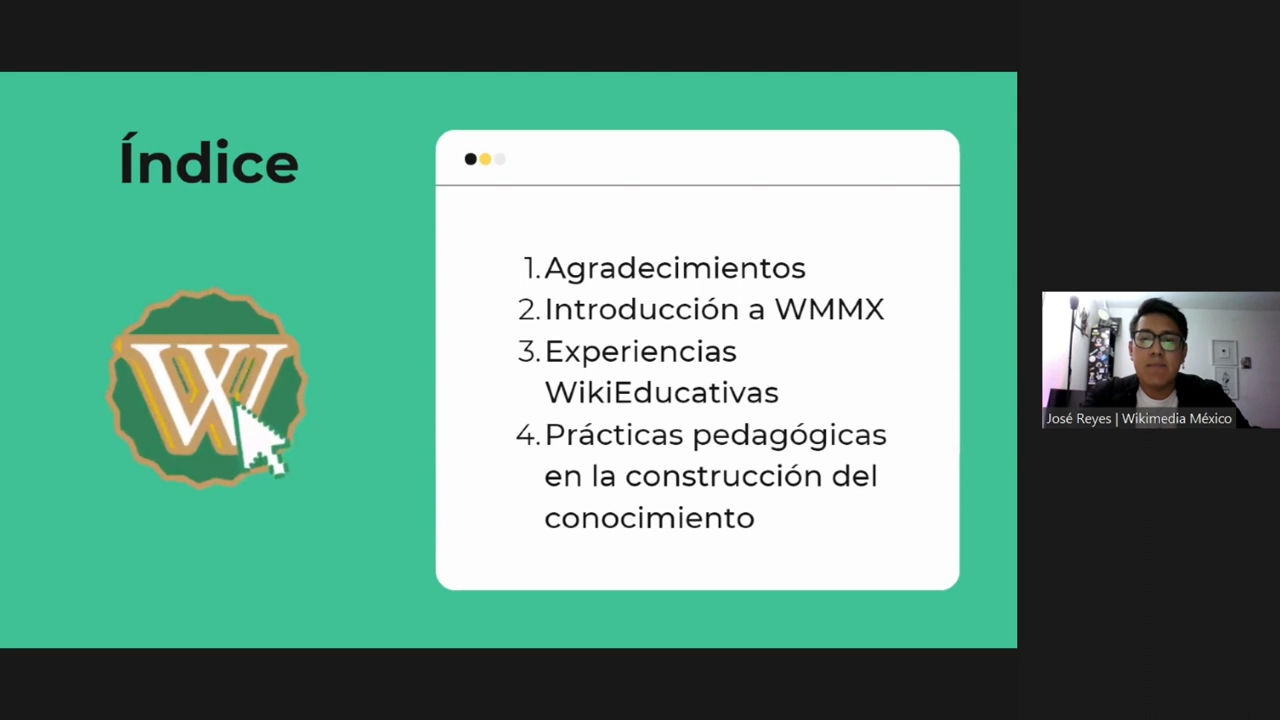 Índice
W
1. Agradecimientos
2. Introducción a WMMX
3. Experiencias
WikiEducativas
4. Prácticas pedagógicas
en la construcción del
conocimiento
José Reyes | Wikimedia México